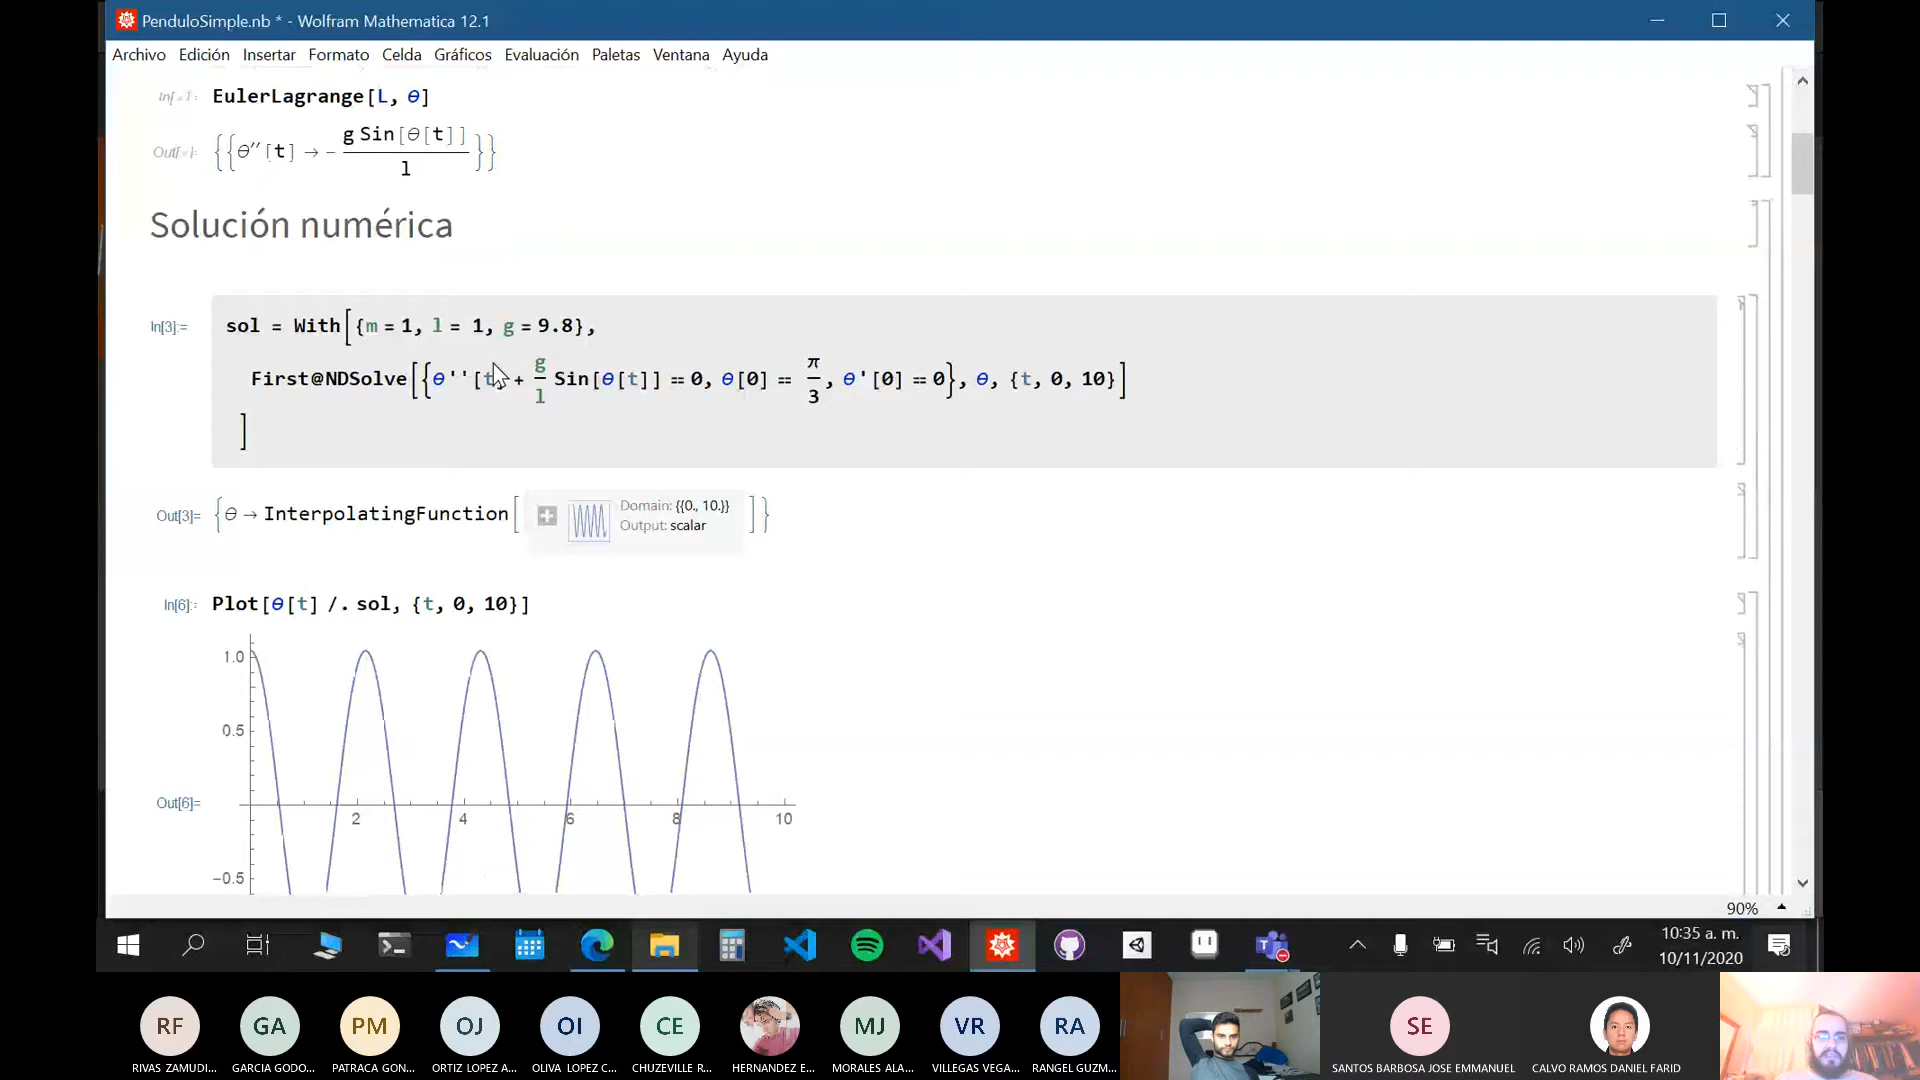 PenduloSimple.nb * - Wolfram Mathematica 12.1
Archivo Edición Insertar Formato Celda Gráficos Evaluación Paletas Ventana Ayuda
In[=]:= EulerLagrange[L, θ]
Out[=]= {{θ′′[t] → - g Sin[θ[t]] / l}}
Solución numérica
In[3]:= sol = With[{m = 1, l = 1, g = 9.8},
First@NDSolve[{θ''[t] + g/l Sin[θ[t]] == 0, θ[0] == π/3, θ'[0] == 0}, θ, {t, 0, 10}]
]
Out[3]= {θ → InterpolatingFunction[ Domain: {{0., 10.}}
Output: scalar ]}
In[6]:= Plot[θ[t] /. sol, {t, 0, 10}]
1.0
0.5
Out[6]=
2 4 6 8 10
-0.5
90%
10:35 a. m.
10/11/2020
RF GA PM OJ OI CE MJ VR RA SE
RIVAS ZAMUDI... GARCIA GODO... PATRACA GON... ORTIZ LOPEZ A... OLIVA LOPEZ C... CHUZEVILLE R... HERNANDEZ E... MORALES ALA... VILLEGAS VEGA... RANGEL GUZM... SANTOS BARBOSA JOSE EMMANUEL CALVO RAMOS DANIEL FARID